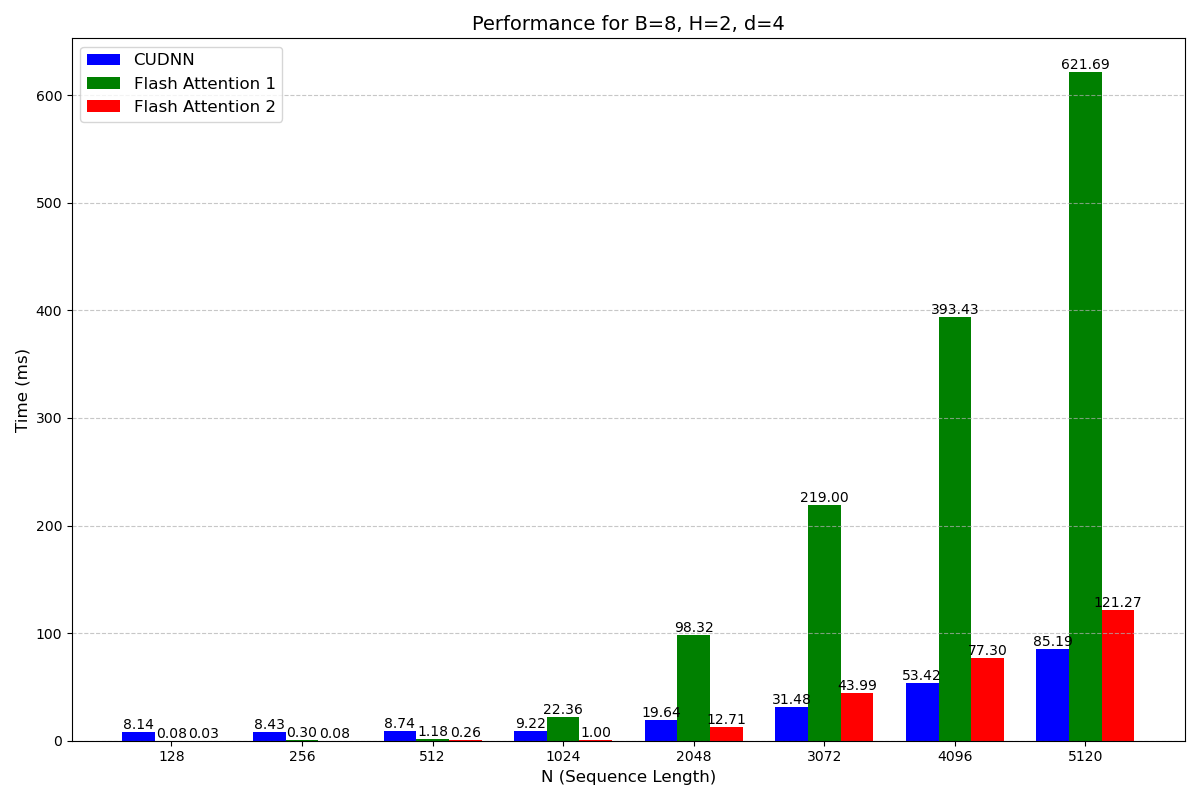 Performance for B=8, H=2, d=4
CUDNN
Flash Attention 1
Flash Attention 2
Time (ms)
600
500
400
300
200
100
0
8.14 0.08 0.03
8.43 0.30 0.08
8.74 1.18 0.26
9.22 22.36 1.00
19.64 98.32 12.71
31.48 219.00 43.99
53.42 393.43 77.30
85.19 621.69 121.27
128 256 512 1024 2048 3072 4096 5120
N (Sequence Length)